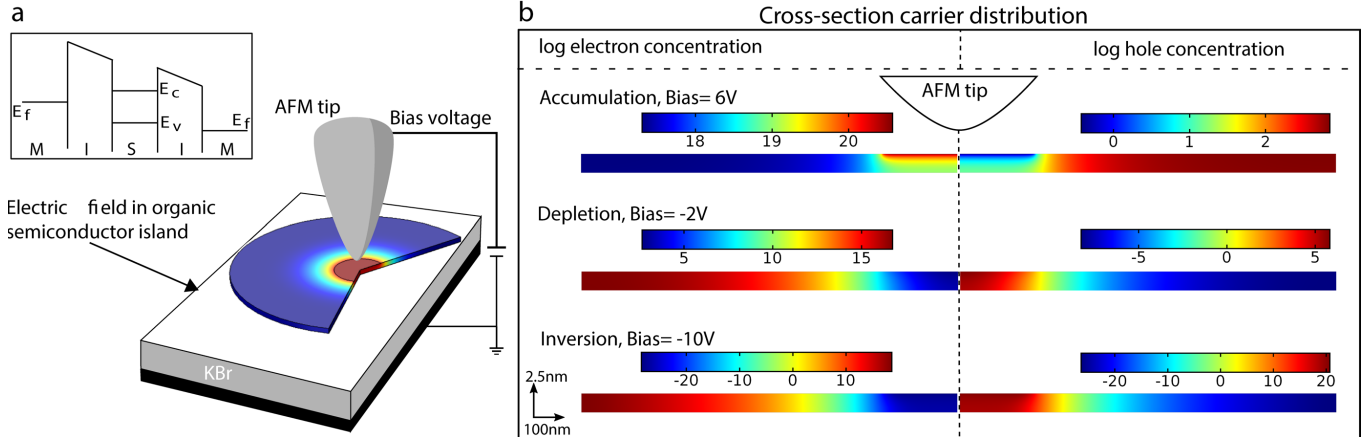 a
E f
E c
E v
E f
M I S I M
AFM tip
Bias voltage
Electric field in organic
semiconductor island
KBr
b
Cross-section carrier distribution
log electron concentration
log hole concentration
AFM tip
Accumulation, Bias= 6V
18 19 20
0 1 2
Depletion, Bias= -2V
5 10 15
-5 0 5
Inversion, Bias= -10V
-20 -10 0 10
-20 -10 0 10 20
2.5nm
100nm